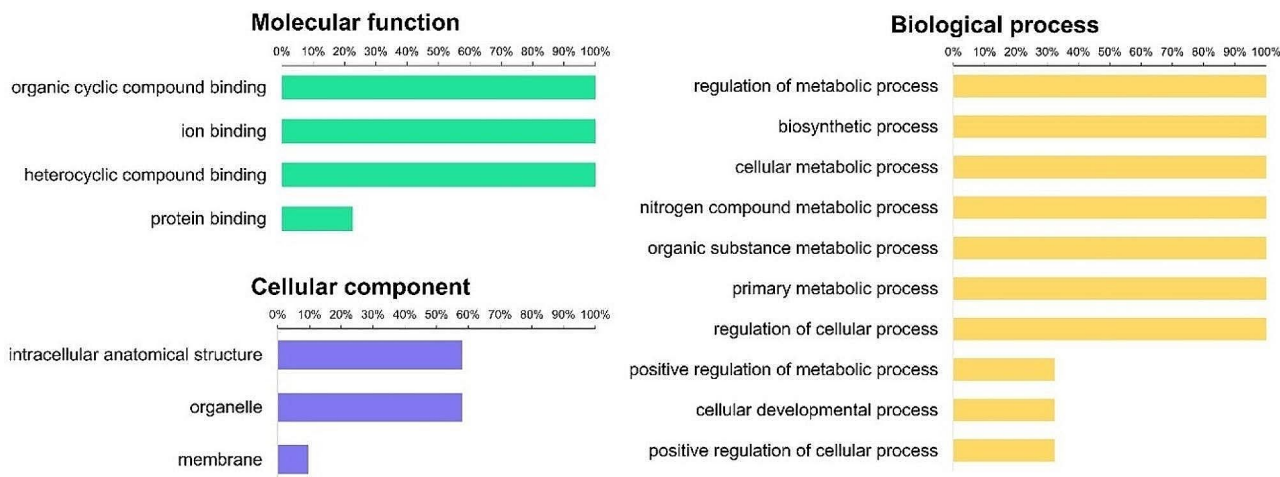 Molecular function
0% 10% 20% 30% 40% 50% 60% 70% 80% 90% 100%
organic cyclic compound binding
ion binding
heterocyclic compound binding
protein binding
Cellular component
0% 10% 20% 30% 40% 50% 60% 70% 80% 90% 100%
intracellular anatomical structure
organelle
membrane
Biological process
0% 10% 20% 30% 40% 50% 60% 70% 80% 90% 100%
regulation of metabolic process
biosynthetic process
cellular metabolic process
nitrogen compound metabolic process
organic substance metabolic process
primary metabolic process
regulation of cellular process
positive regulation of metabolic process
cellular developmental process
positive regulation of cellular process